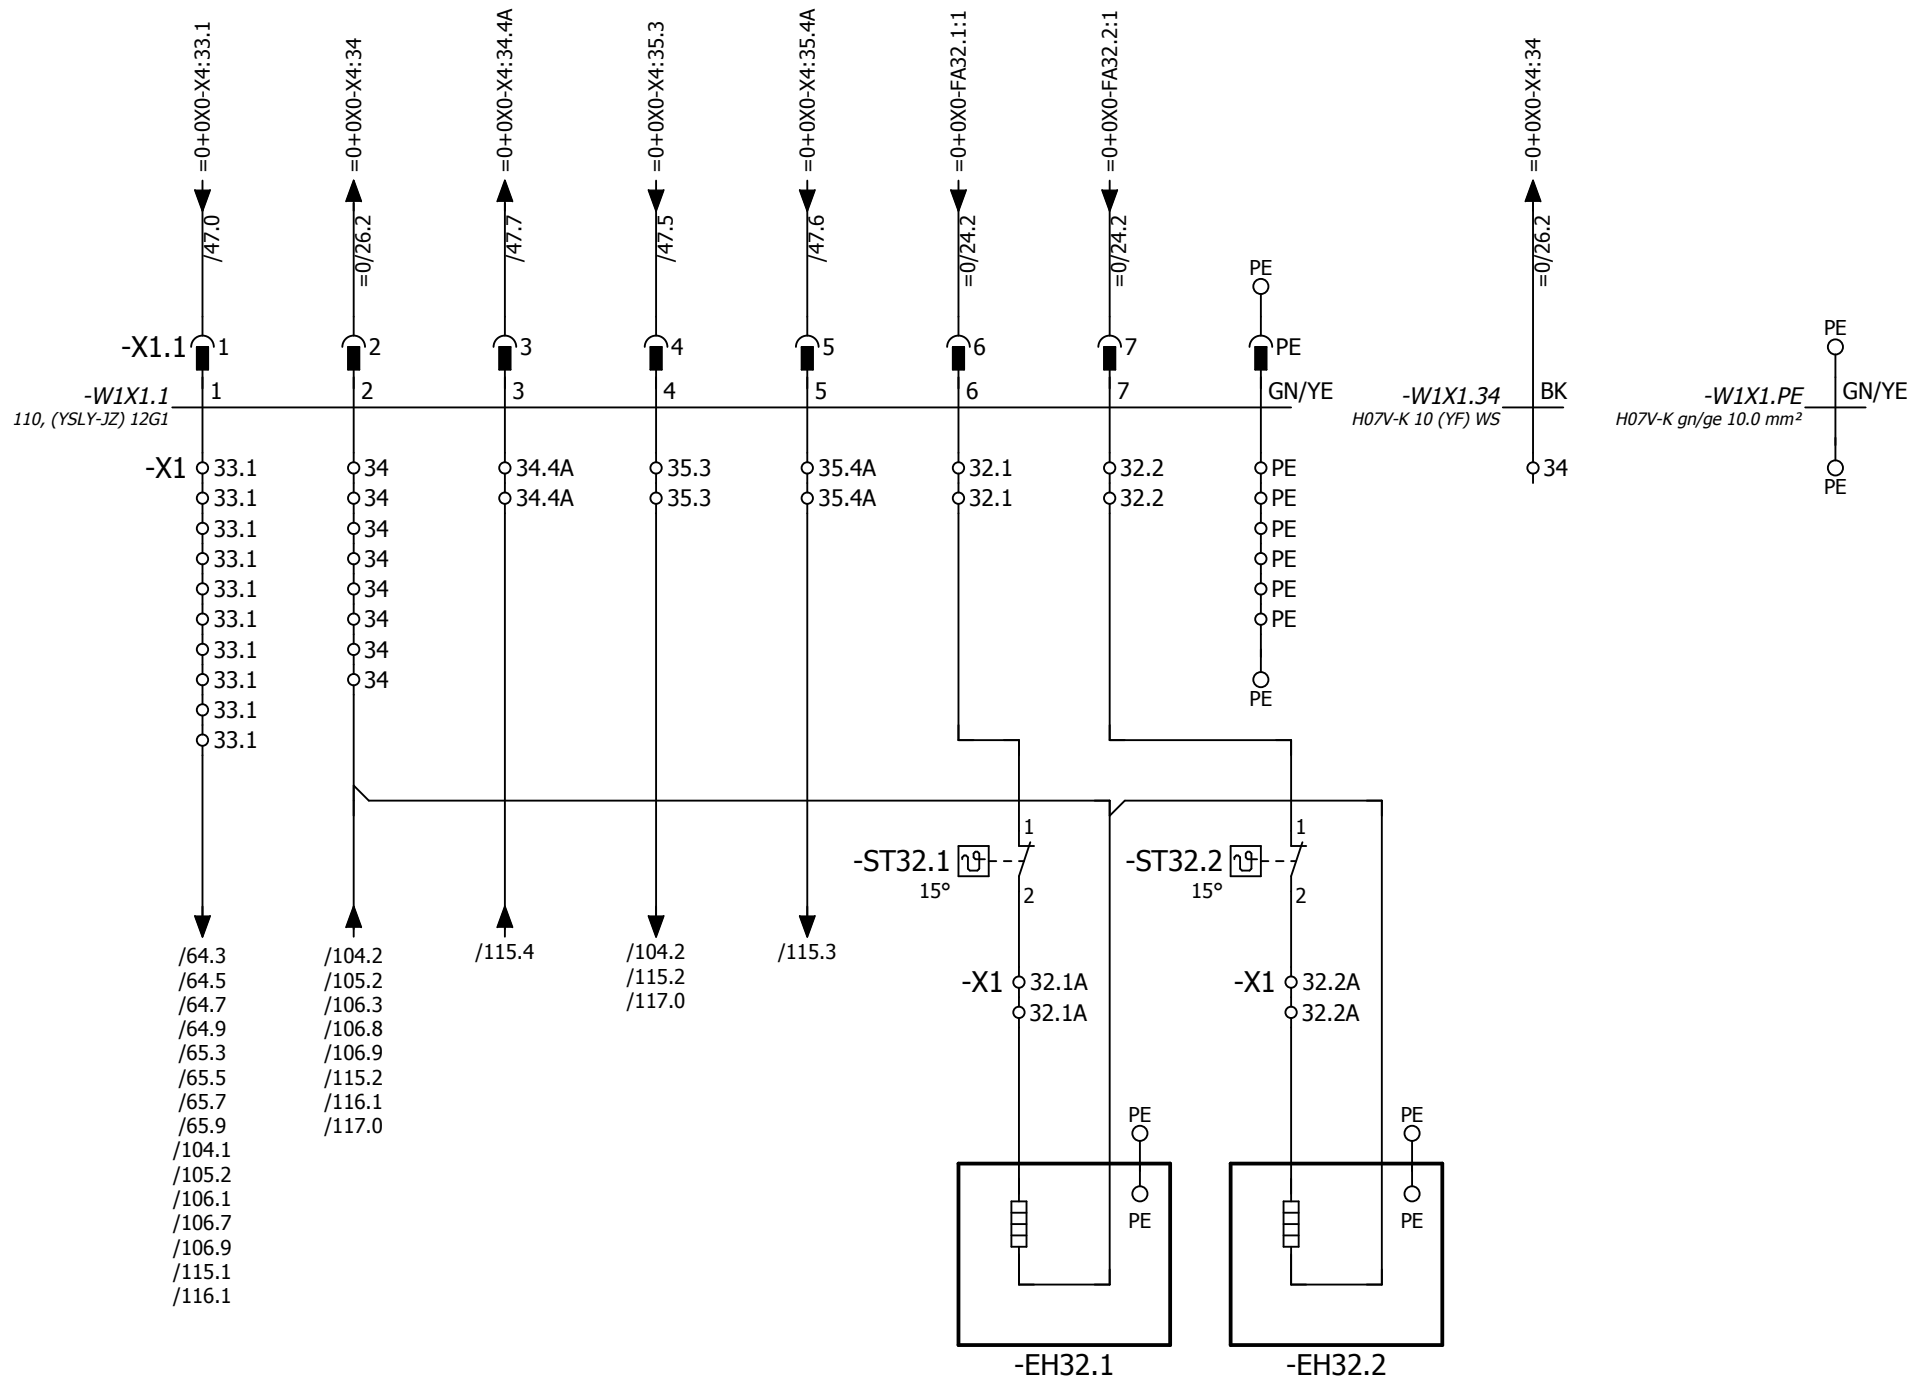 =0+0X0-X4:33.1
=0+0X0-X4:34
=0+0X0-X4:34.4A
=0+0X0-X4:35.3
=0+0X0-X4:35.4A
=0+0X0-FA32.1:1
=0+0X0-FA32.2:1
=0+0X0-X4:34
/47.0
=0/26.2
/47.7
/47.5
/47.6
=0/24.2
=0/24.2
=0/26.2
PE
PE
-X1.1 1 2 3 4 5 6 7 PE
-W1X1.1 1 2 3 4 5 6 7 GN/YE
110, (YSLY-JZ) 12G1
-W1X1.34 BK
H07V-K 10 (YF) WS
-W1X1.PE GN/YE
H07V-K gn/ge 10.0 mm²
-X1 33.1 34 34.4A 35.3 35.4A 32.1 32.2 PE 34
PE
33.1 34 34.4A 35.3 35.4A 32.1 32.2 PE
33.1 34 PE
33.1 34 PE
33.1 34 PE
33.1 34 PE
33.1 34
33.1 34
PE
33.1
33.1
1
-ST32.1
15°
2
1
-ST32.2
15°
2
/64.3
/64.5
/64.7
/64.9
/65.3
/65.5
/65.7
/65.9
/104.1
/105.2
/106.1
/106.7
/106.9
/115.1
/116.1
/104.2
/105.2
/106.3
/106.8
/106.9
/115.2
/116.1
/117.0
/115.4
/104.2
/115.2
/117.0
/115.3
-X1 32.1A
32.1A
-X1 32.2A
32.2A
PE
PE
PE
PE
-EH32.1
-EH32.2